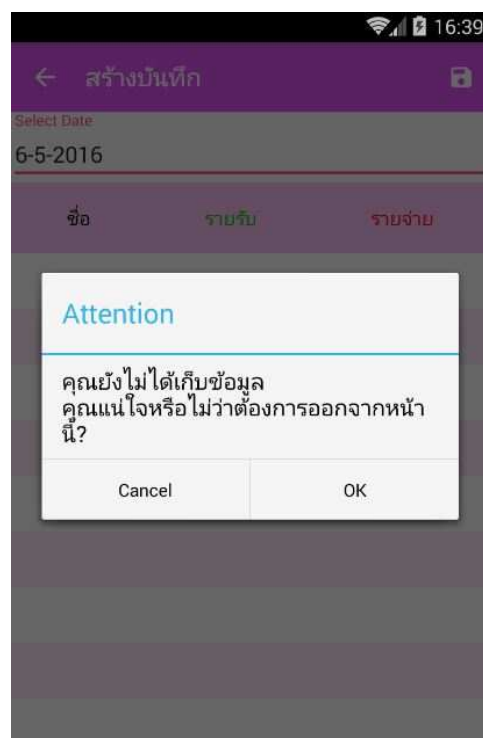 16:39
สร้างบันทึก
Select Date
6-5-2016
ชื่อ รายรับ รายจ่าย
Attention
คุณยังไม่ได้เก็บข้อมูล
คุณแน่ใจหรือไม่ว่าต้องการออกจากหน้า
นี้?
Cancel OK